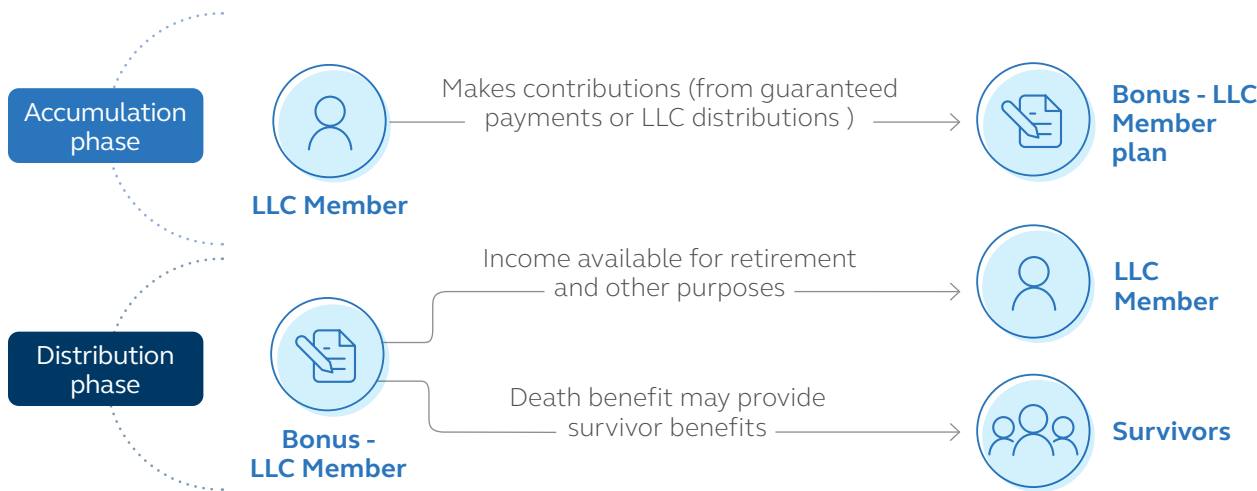 Accumulation
phase
LLC Member
Makes contributions (from guaranteed
payments or LLC distributions )
Bonus - LLC
Member
plan
Distribution
phase
Bonus -
LLC Member
Income available for retirement
and other purposes
LLC
Member
Death benefit may provide
survivor benefits
Survivors